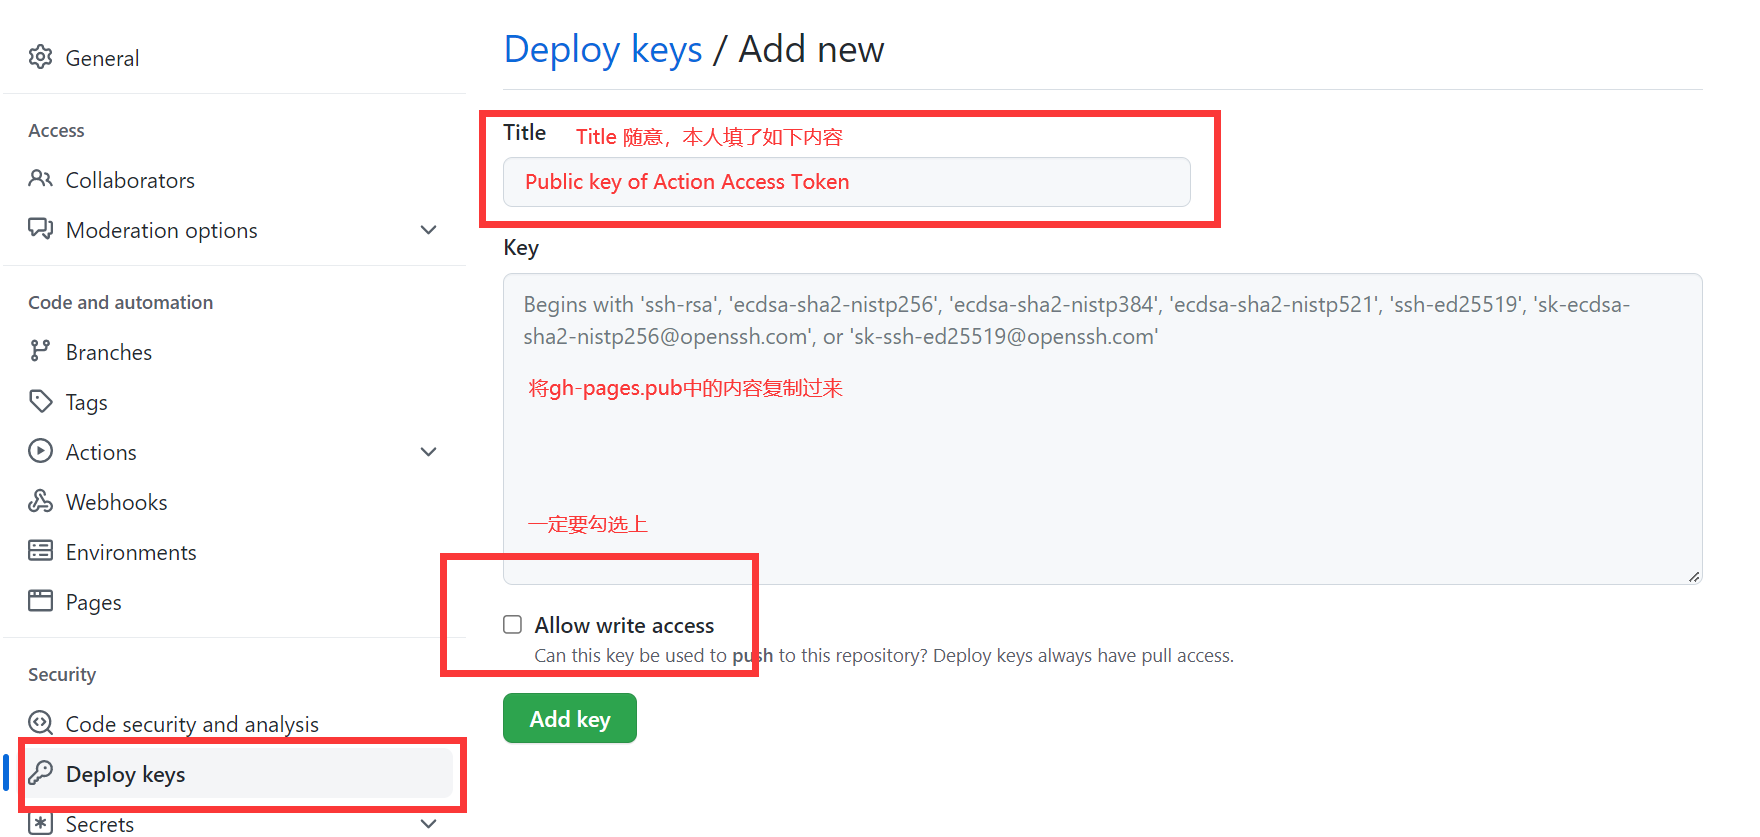 General
Access
Collaborators
Moderation options
Code and automation
Branches
Tags
Actions
Webhooks
Environments
Pages
Security
Code security and analysis
Deploy keys
Secrets
Deploy keys / Add new
Title Title 随意，本人填了如下内容
Public key of Action Access Token
Key
Begins with 'ssh-rsa', 'ecdsa-sha2-nistp256', 'ecdsa-sha2-nistp384', 'ecdsa-sha2-nistp521', 'ssh-ed25519', 'sk-ecdsa-
sha2-nistp256@openssh.com', or 'sk-ssh-ed25519@openssh.com'
将gh-pages.pub中的内容复制过来
一定要勾选上
Allow write access
Can this key be used to push to this repository? Deploy keys always have pull access.
Add key